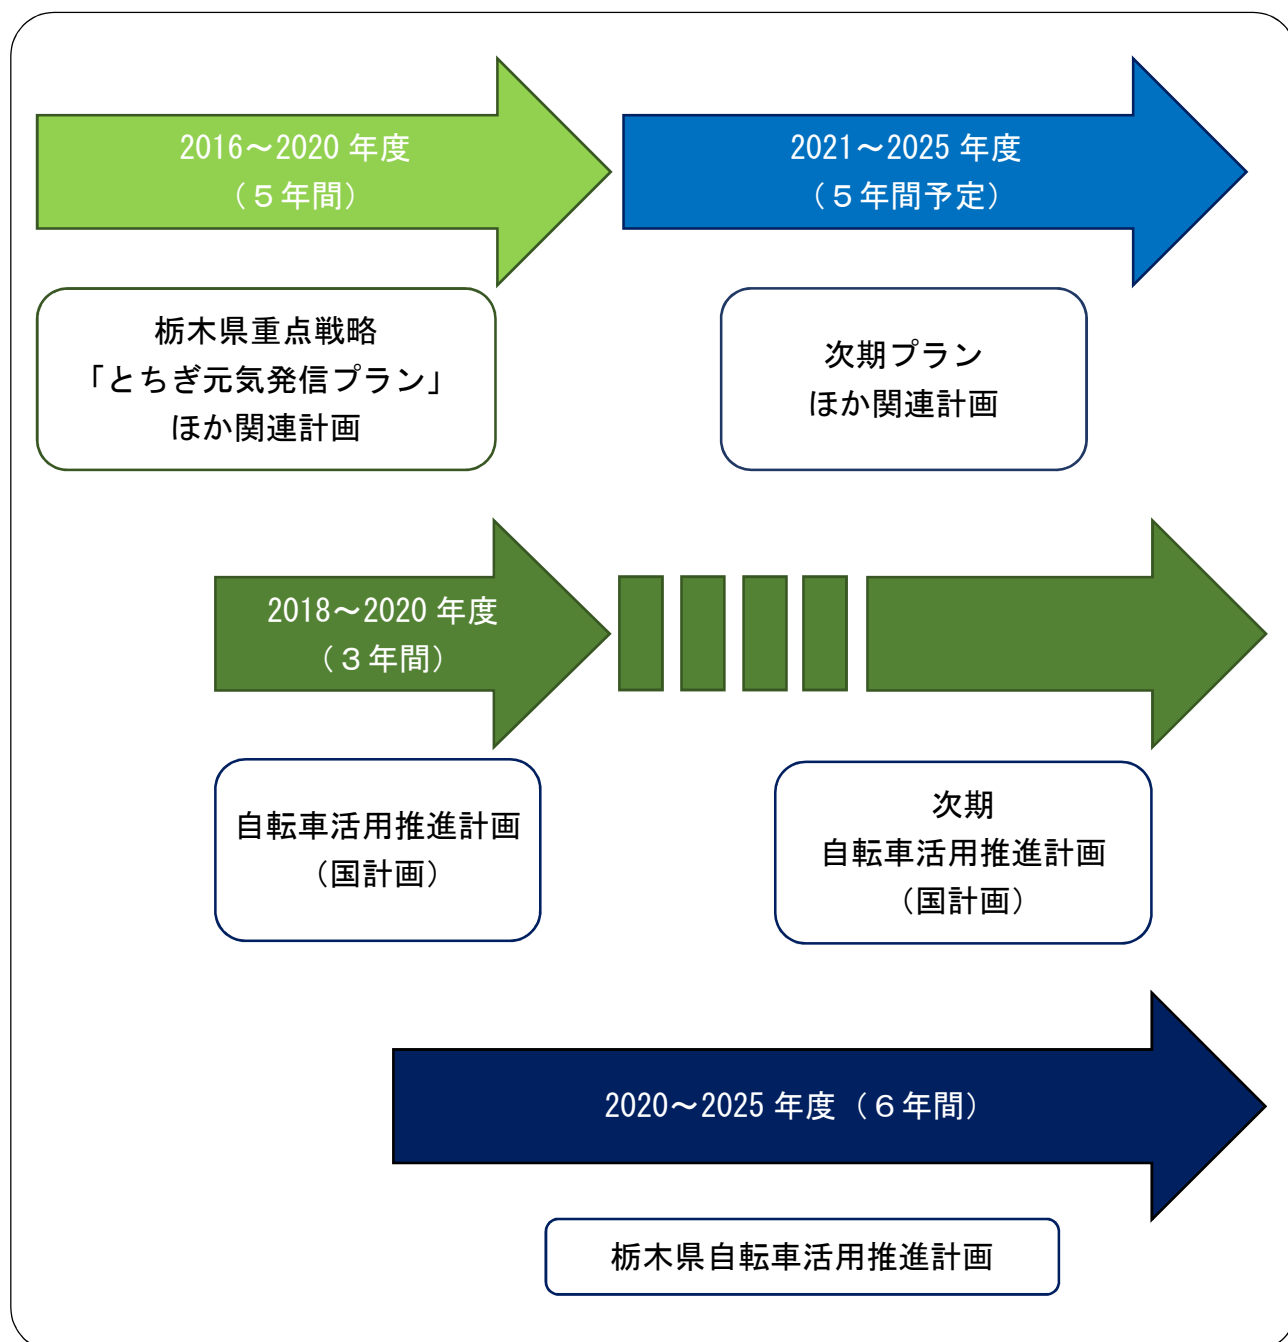 2016～2020 年度
（５年間）
2021～2025 年度
（５年間予定）
栃木県重点戦略
「とちぎ元気発信プラン」
ほか関連計画
次期プラン
ほか関連計画
2018～2020 年度
（３年間）
自転車活用推進計画
（国計画）
次期
自転車活用推進計画
（国計画）
2020～2025 年度（６年間）
栃木県自転車活用推進計画